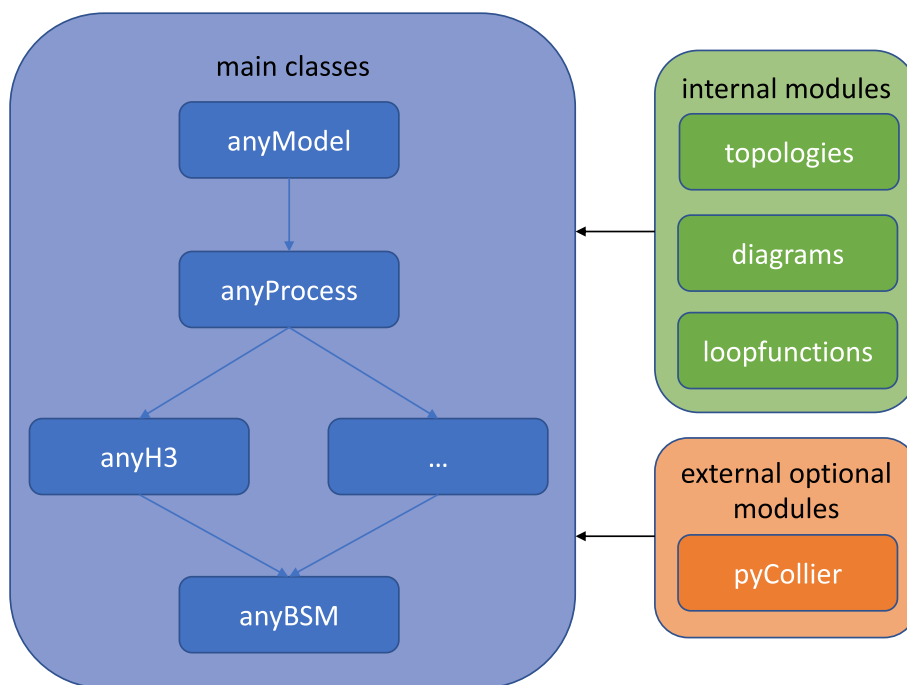 main classes
anyModel
anyProcess
anyH3
...
anyBSM
internal modules
topologies
diagrams
loopfunctions
external optional
modules
pyCollier